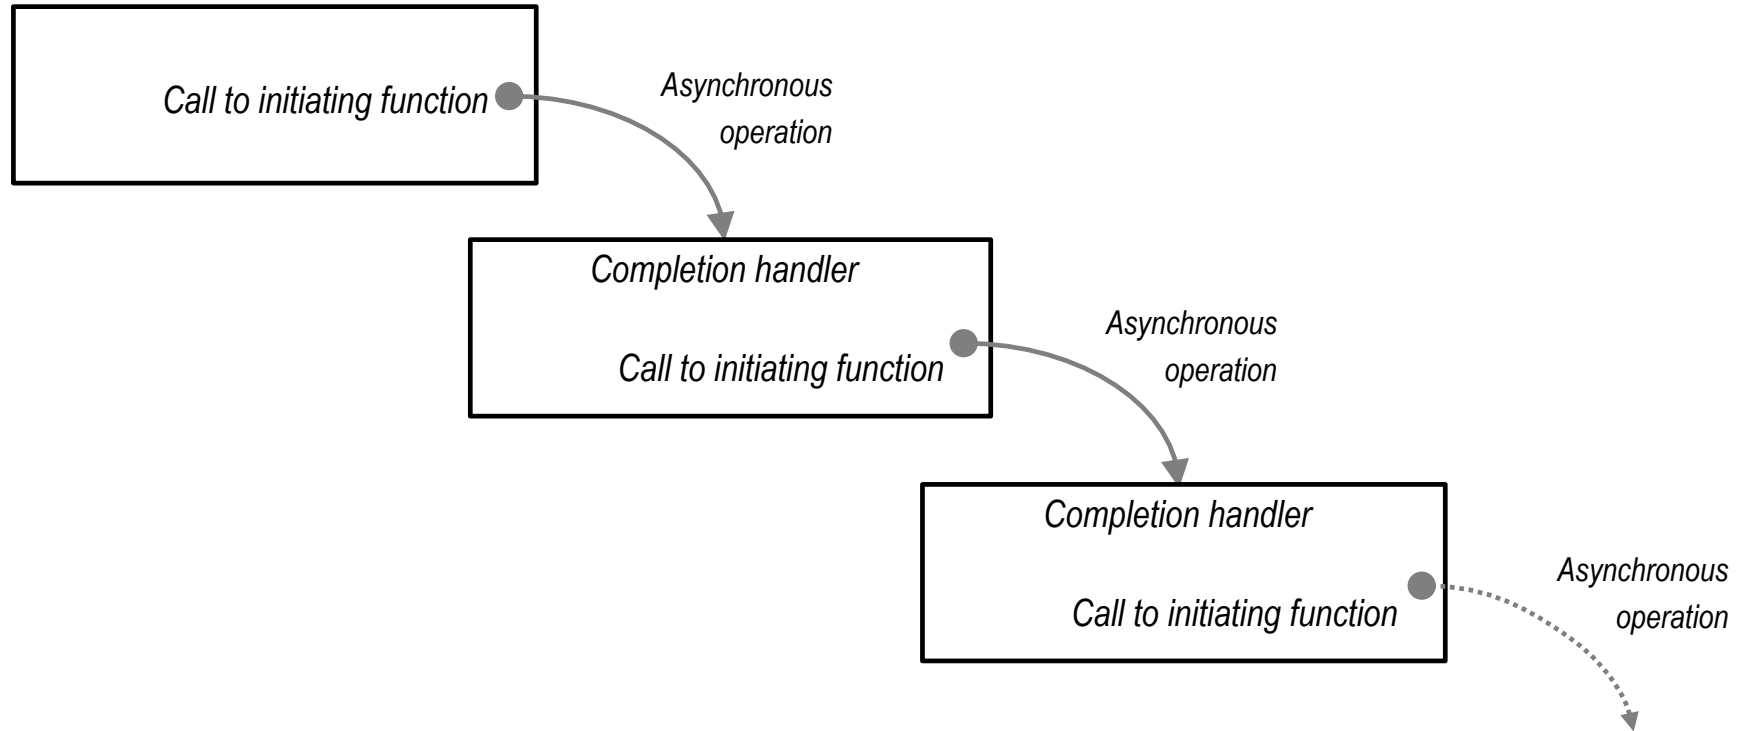 Call to initiating function
Asynchronous
operation
Completion handler
Call to initiating function
Asynchronous
operation
Completion handler
Call to initiating function
Asynchronous
operation